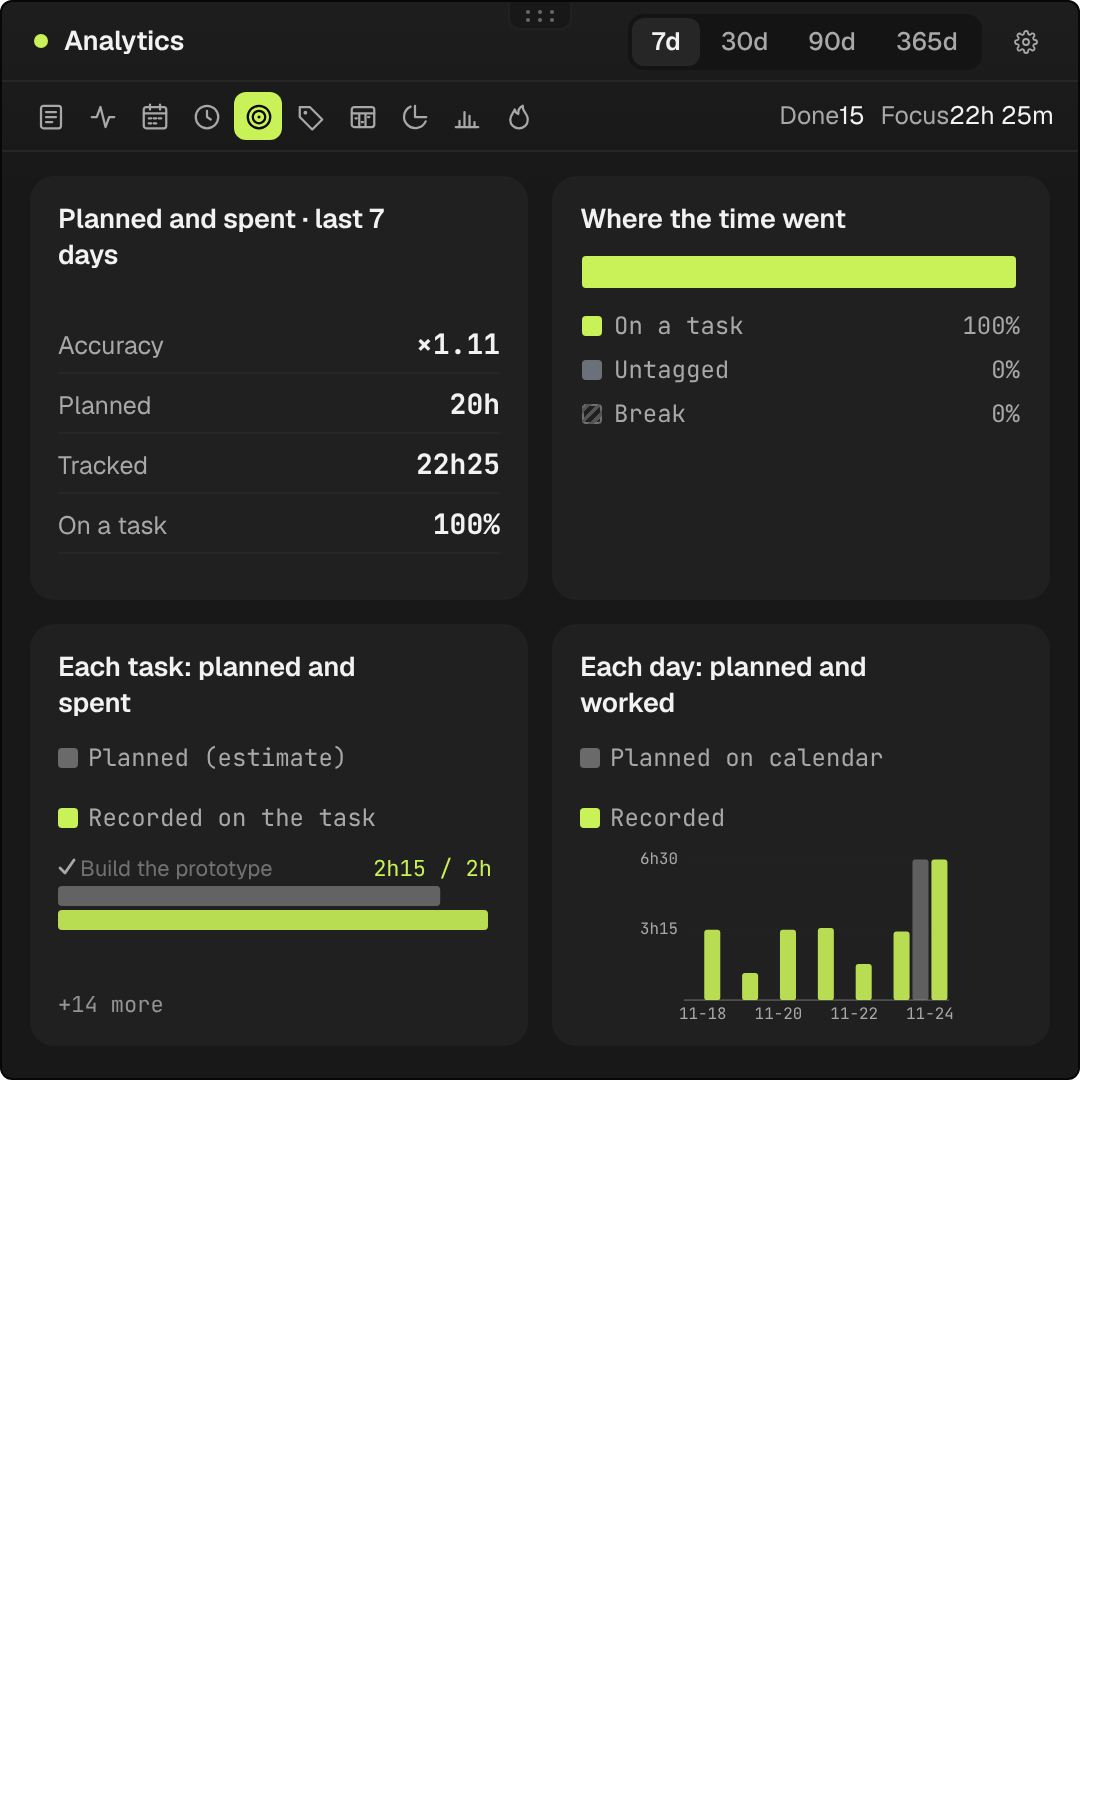 Analytics
7d 30d 90d 365d
Done15 Focus22h 25m
Planned and spent · last 7
days
Accuracy ×1.11
Planned 20h
Tracked 22h25
On a task 100%
Where the time went
On a task 100%
Untagged 0%
Break 0%
Each task: planned and
spent
Planned (estimate)
Recorded on the task
Build the prototype 2h15 / 2h
+14 more
Each day: planned and
worked
Planned on calendar
Recorded
6h30
3h15
11-18 11-20 11-22 11-24